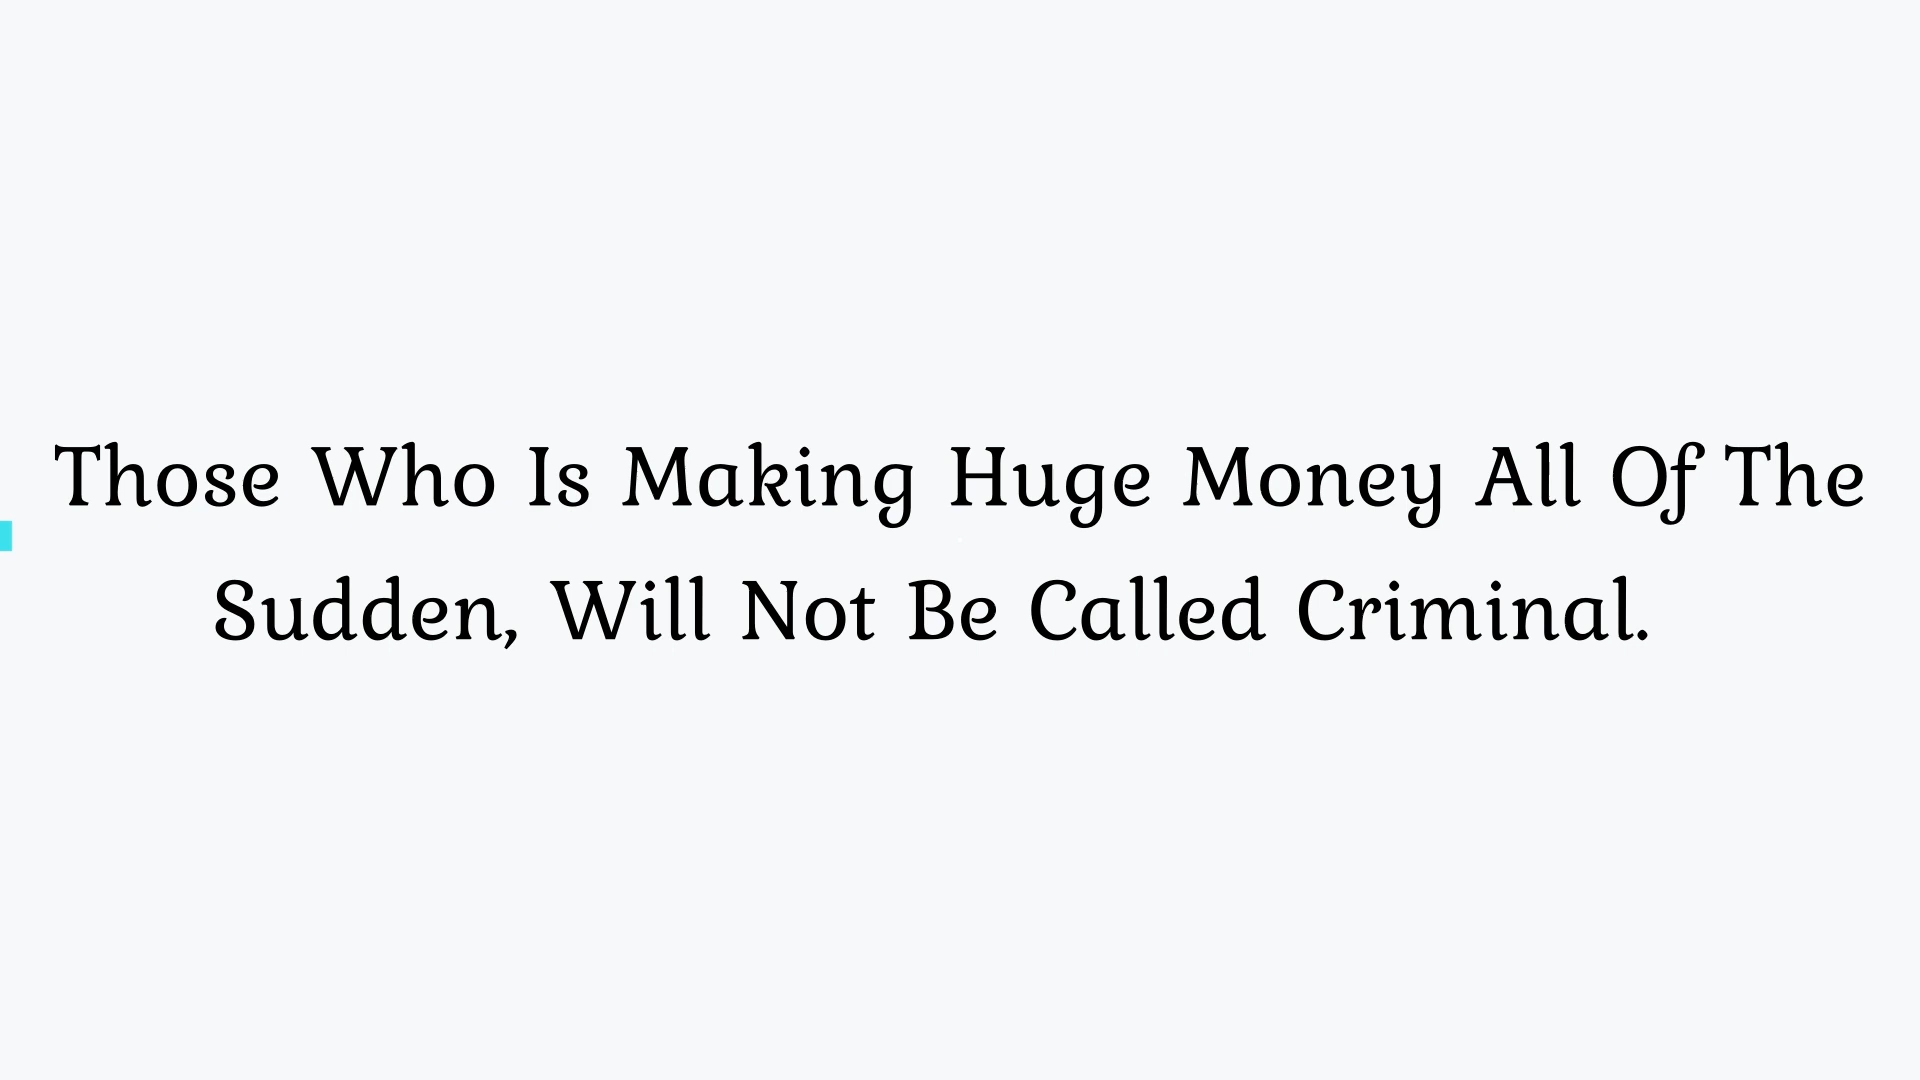 Those Who Is Making Huge Money All Of The
Sudden, Will Not Be Called Criminal.